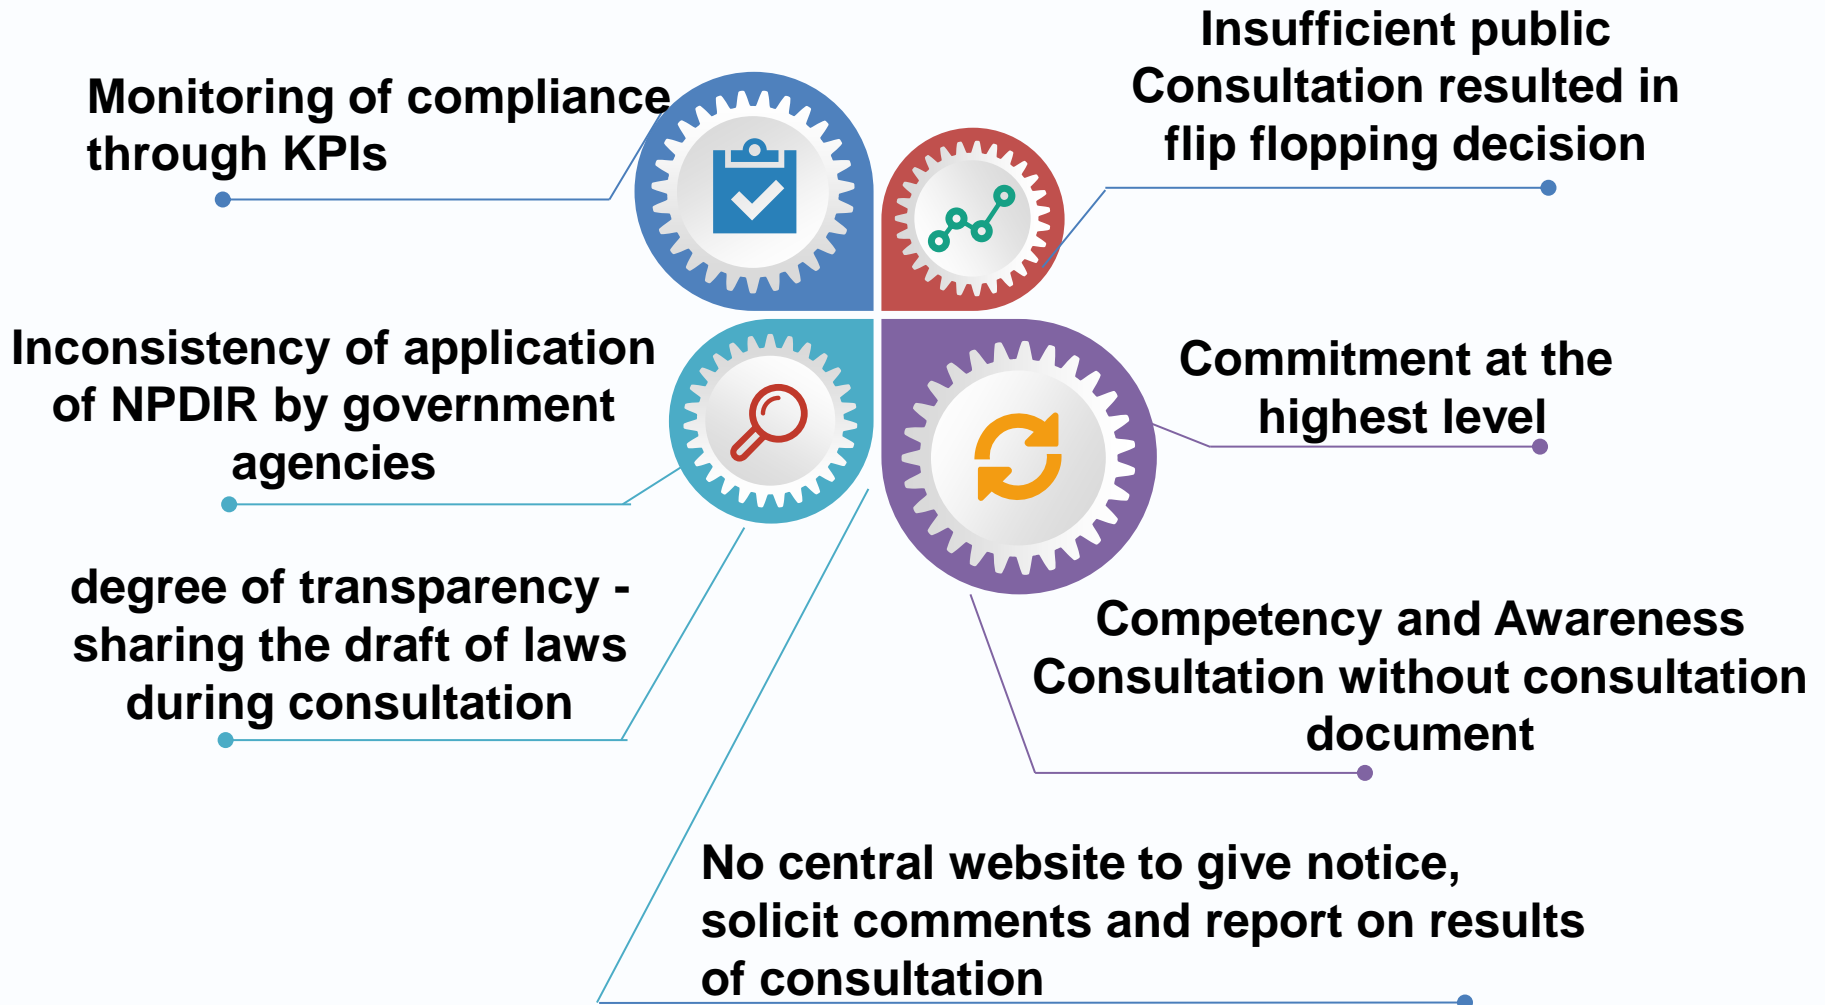 Monitoring of compliance
through KPIs
Insufficient public
Consultation resulted in
flip flopping decision
Inconsistency of application
of NPDIR by government
agencies
Commitment at the
highest level
degree of transparency -
sharing the draft of laws
during consultation
Competency and Awareness
Consultation without consultation
document
No central website to give notice,
solicit comments and report on results
of consultation